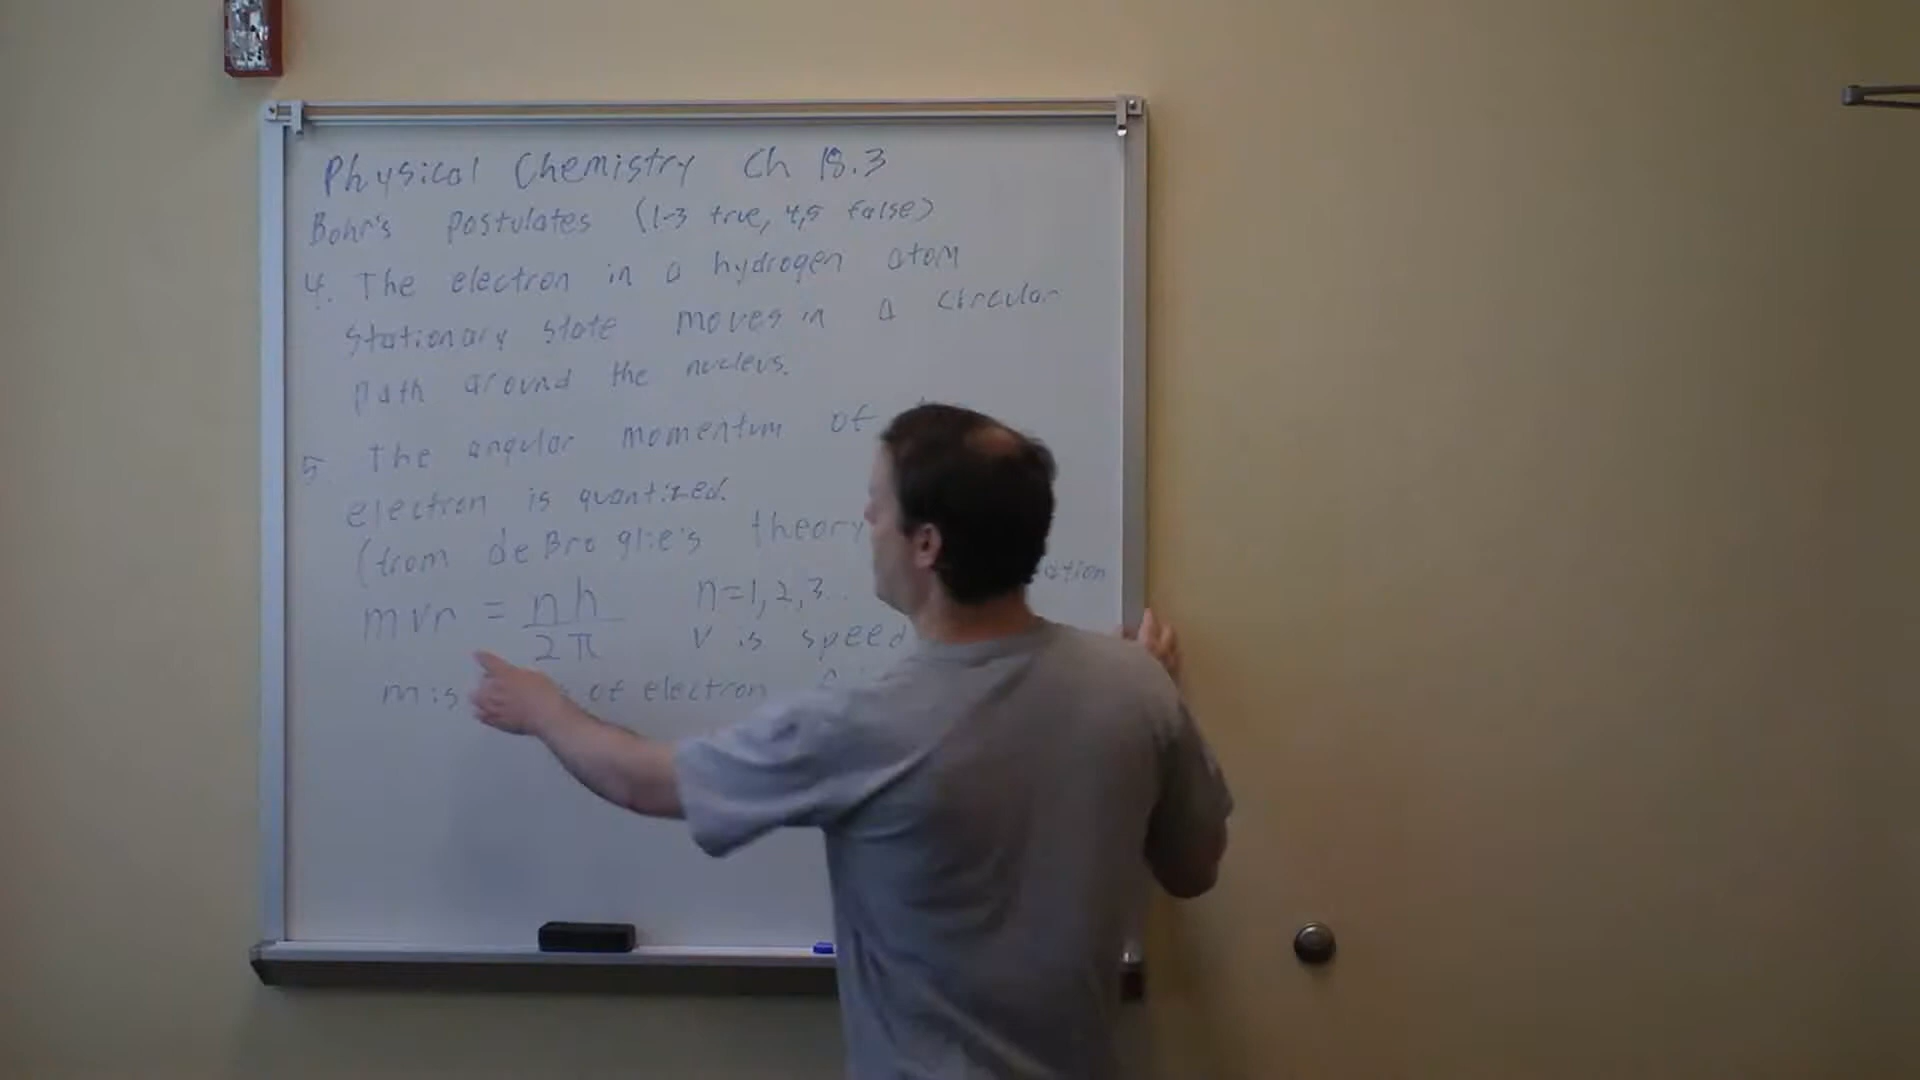 Physical Chemistry Ch 18.3
Bohr's postulates (1-3 true, 4,5 false)
4. The electron in a hydrogen atom
stationary state moves in a circular
path around the nucleus.
5 The angular momentum of
electron is quantized.
(from deBroglie's theory
mvr = nh / 2π n=1,2,3..
v is speed
m is of electron